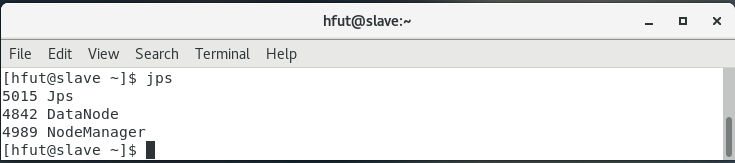 hfut@slave:~
File Edit View Search Terminal Help
[hfut@slave ~]$ jps
5015 Jps
4842 DataNode
4989 NodeManager
[hfut@slave ~]$